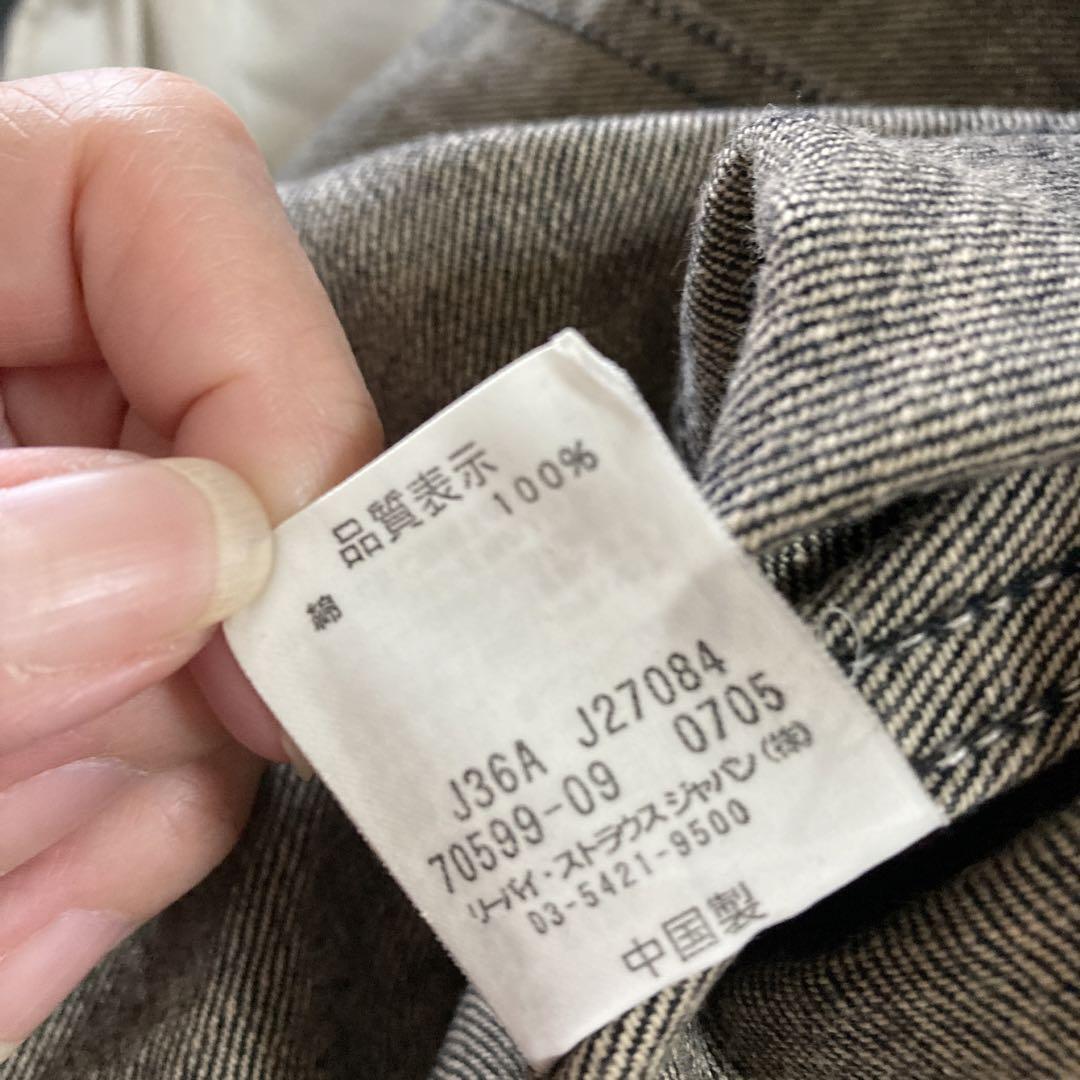 品質表示
綿 100%
J36A J27084
70599-09 0705
リーバイ・ストラウス ジャパン(株)
03-5421-9500
中国製